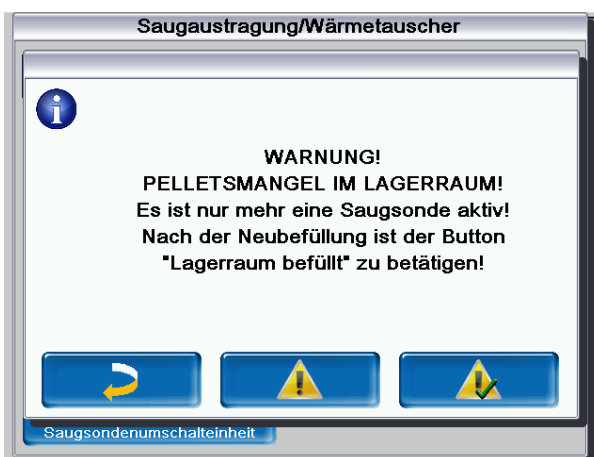 Saugaustragung/Wärmetauscher
WARNUNG!
PELLETSMANGEL IM LAGERRAUM!
Es ist nur mehr eine Saugsonde aktiv!
Nach der Neubefüllung ist der Button
"Lagerraum befüllt" zu betätigen!
Saugsondenumschalteinheit